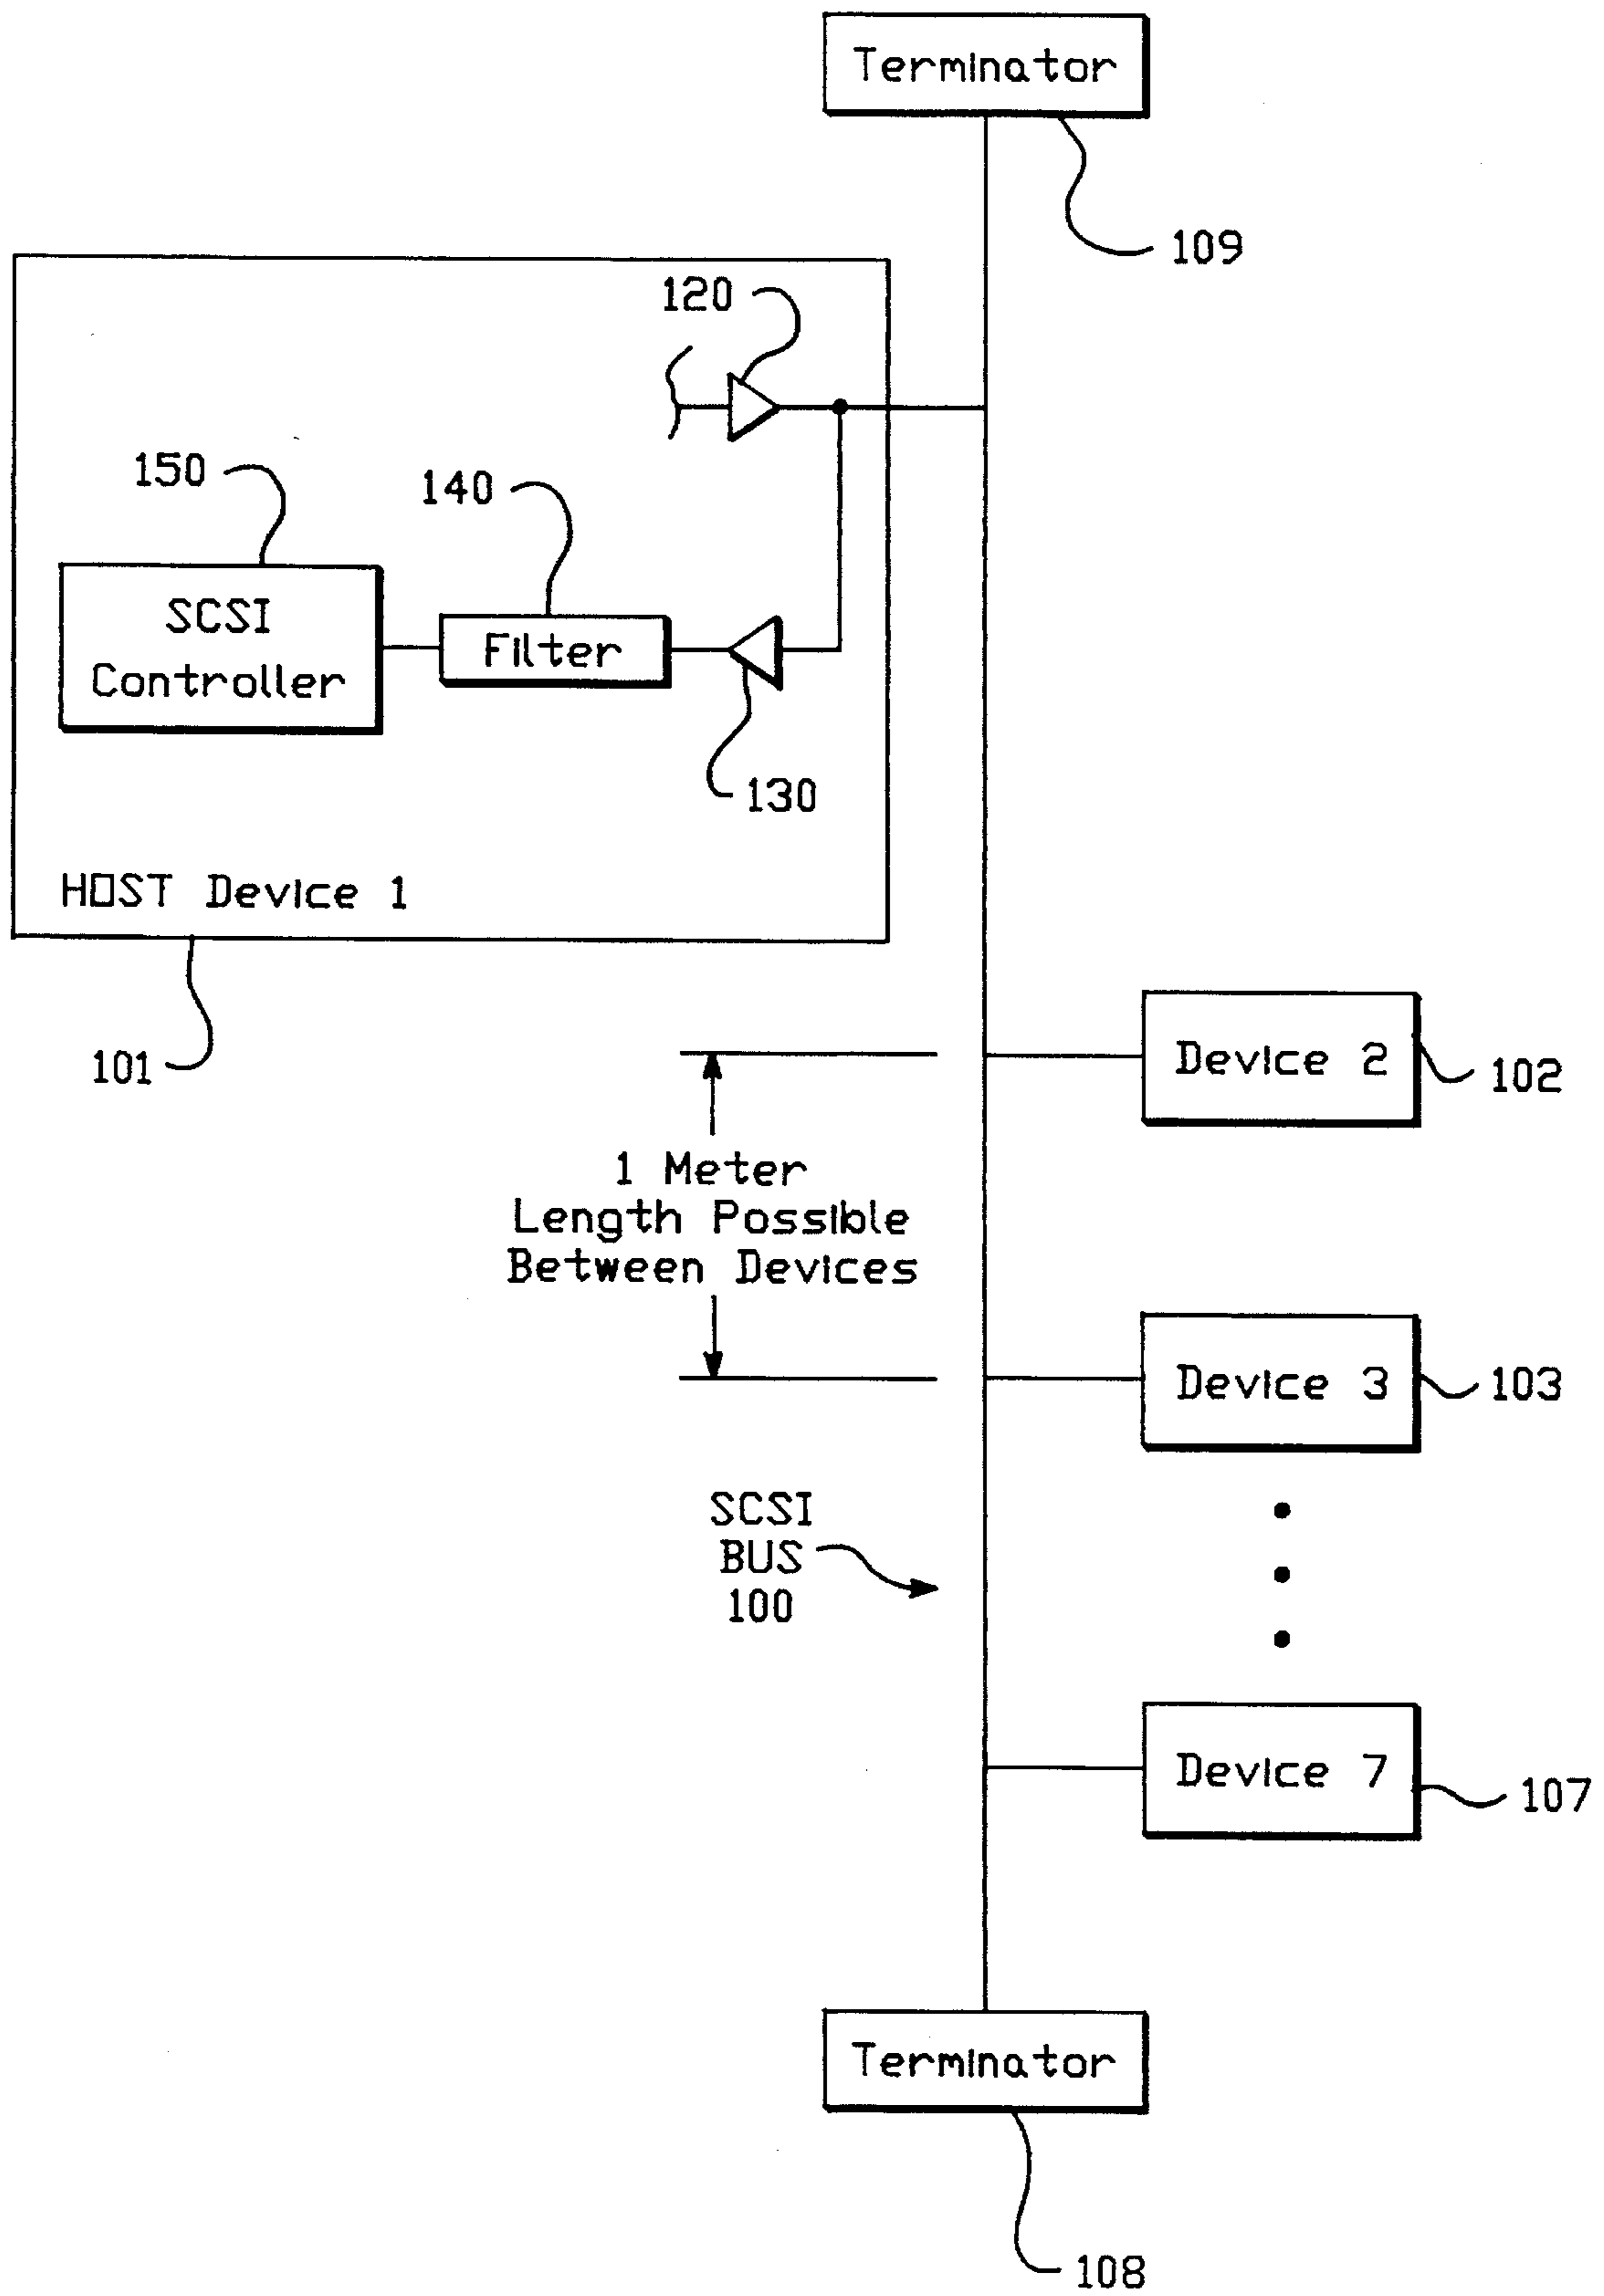 Terminator
109
120
150
140
SCSI
Controller
Filter
130
HOST Device 1
101
Device 2
102
1 Meter
Length Possible
Between Devices
Device 3
103
SCSI
BUS
100
Device 7
107
Terminator
108